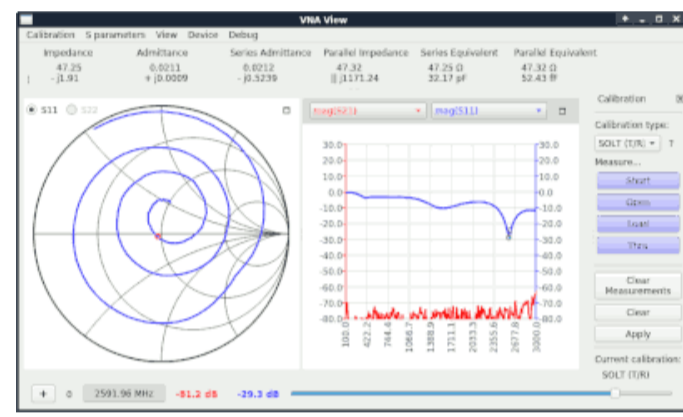 VNA View
Calibration S parameters View Device Debug
Impedance Admittance Series Admittance Parallel Impedance Series Equivalent Parallel Equivalent
47.25 0.0211 0.0212 47.32 47.25 Ω 47.32 Ω
- j1.91 + j0.0009 - j0.5239 || j1171.24 32.17 pF 52.43 fF
Calibration
S11 S22
mag(S21) mag(S11)
Calibration type:
SOLT (T/R) T
Measure...
Short
Open
Load
Thru
Clear Measurements
Clear
Apply
Current calibration:
SOLT (T/R)
30.0 30.0
20.0 20.0
10.0 10.0
0.0 0.0
-10.0 -10.0
-20.0 -20.0
-30.0 -30.0
-40.0 -40.0
-50.0 -50.0
-60.0 -60.0
-70.0 -70.0
-80.0 -80.0
100.0 422.2 744.4 1066.7 1388.9 1711.1 2033.3 2355.6 2677.8 3000.0
+ 0 2591.96 MHz -81.2 dB -29.3 dB